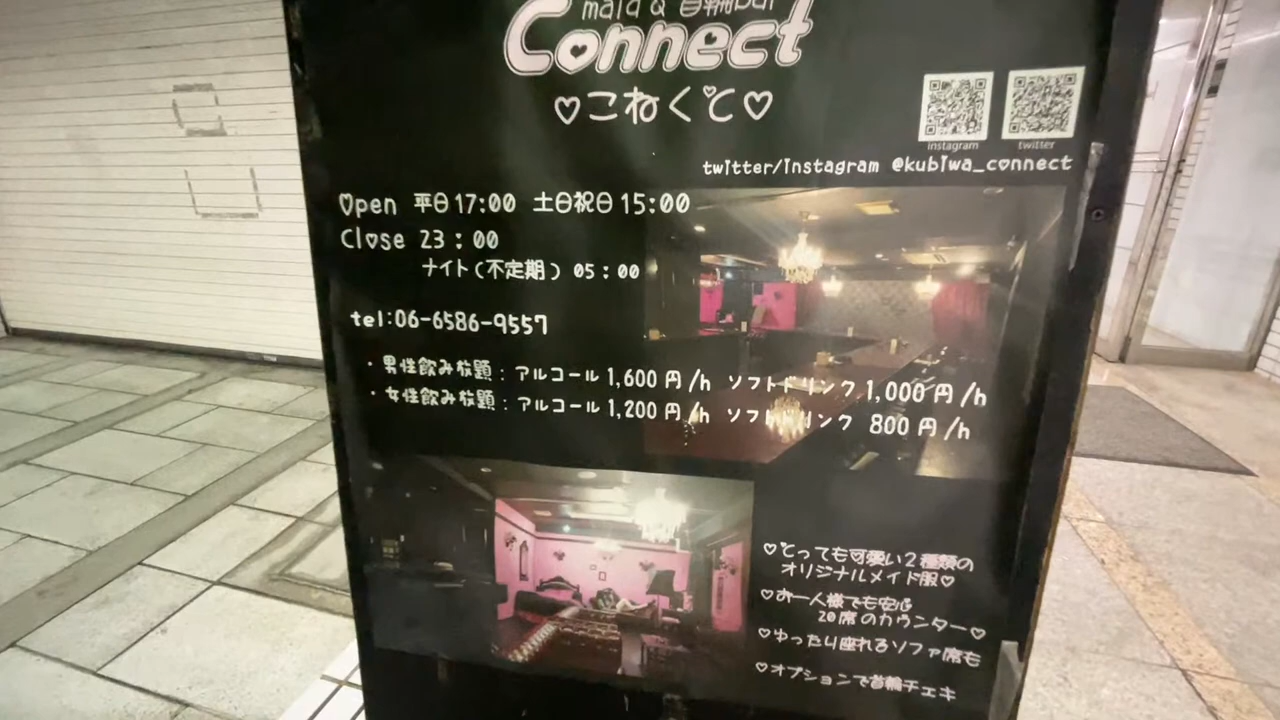 maid & 首輪bar
Connect
♡こねくと♡
instagram twitter
twitter/instagram @kubiwa_connect
Open 平日17:00 土日祝日15:00
Close 23:00
ナイト(不定期) 05:00
tel:06-6586-9557
・男性飲み放題:アルコール1,600円/h ソフトドリンク1,000円/h
・女性飲み放題:アルコール1,200円/h ソフトドリンク 800円/h
♡とっても可愛い2種類の
オリジナルメイド服♡
♡お一人様でも安心
20席のカウンター♡
♡ゆったり座れるソファ席も
♡オプションで首輪チェキ